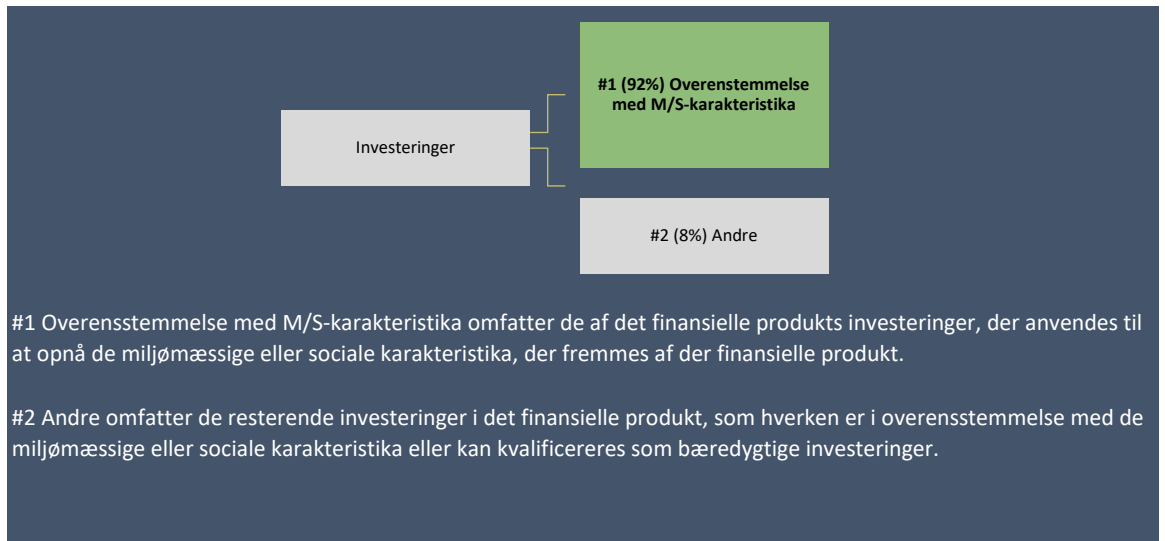 #1 (92%) Overenstemmelse
med M/S-karakteristika
Investeringer
#2 (8%) Andre
#1 Overensstemmelse med M/S-karakteristika omfatter de af det finansielle produkts investeringer, der anvendes til
at opnå de miljømæssige eller sociale karakteristika, der fremmes af der finansielle produkt.
#2 Andre omfatter de resterende investeringer i det finansielle produkt, som hverken er i overensstemmelse med de
miljømæssige eller sociale karakteristika eller kan kvalificereres som bæredygtige investeringer.